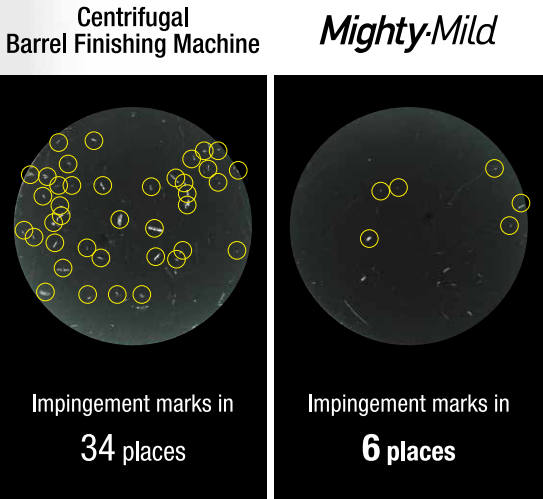 Centrifugal
Barrel Finishing Machine
Mighty-Mild
Impingement marks in
34 places
Impingement marks in
6 places